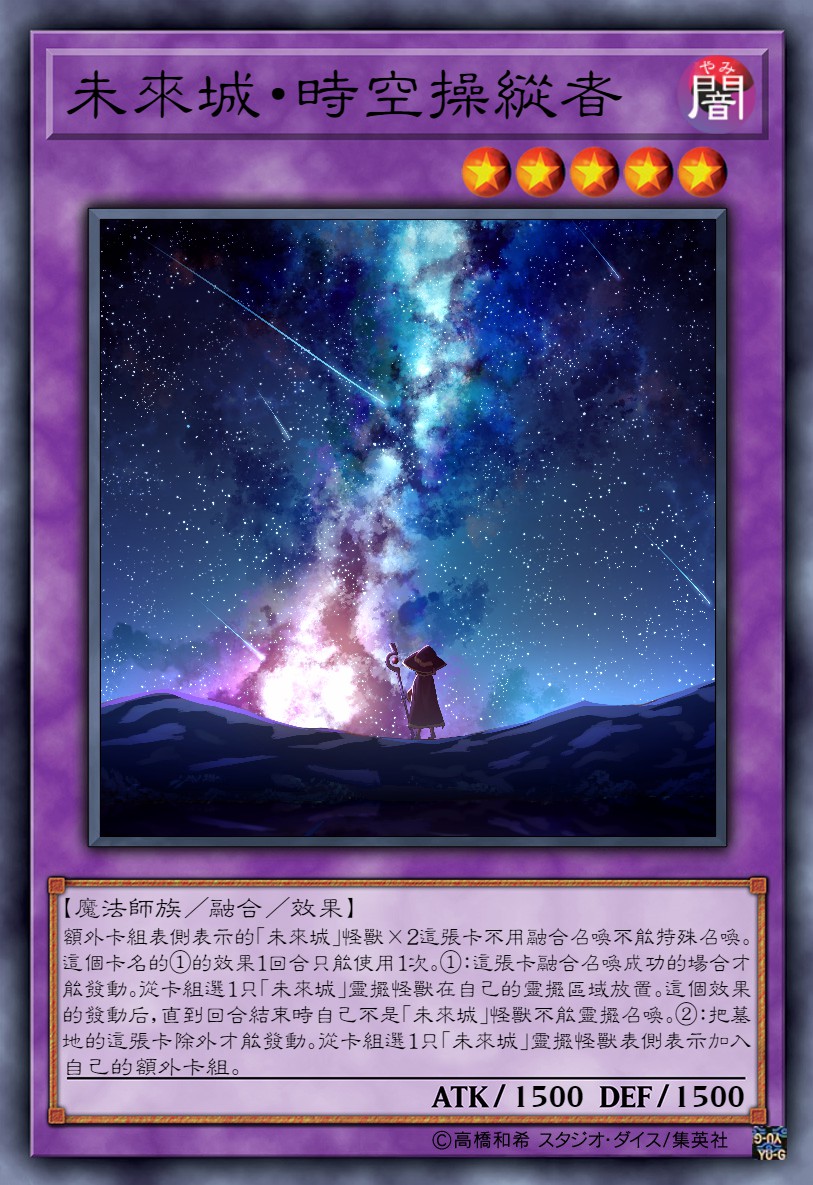 未來城・時空操縱者
やみ
闇
【魔法師族／融合／效果】
額外卡組表側表示的「未來城」怪獸×2這張卡不用融合召喚不能特殊召喚。
這個卡名的①的效果1回合只能使用1次。①：這張卡融合召喚成功的場合才
能發動。從卡組選1只「未來城」靈擺怪獸在自己的靈擺區域放置。這個效果
的發動后，直到回合結束時自己不是「未來城」怪獸不能靈擺召喚。②：把墓
地的這張卡除外才能發動。從卡組選1只「未來城」靈擺怪獸表側表示加入
自己的額外卡組。
ATK/1500 DEF/1500
©高橋和希 スタジオ・ダイス/集英社